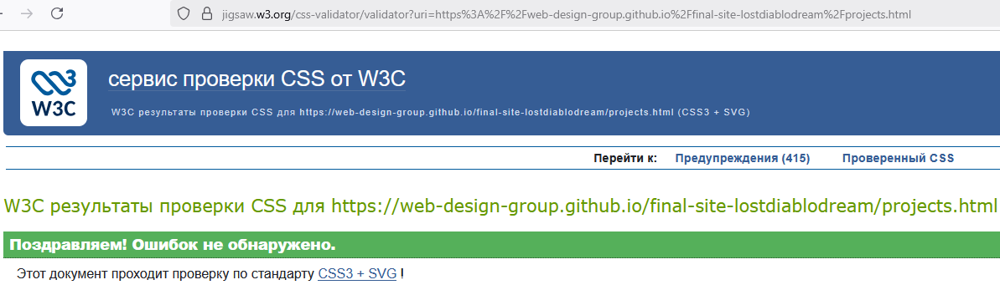 jigsaw.w3.org/css-validator/validator?uri=https%3A%2F%2Fweb-design-group.github.io%2Ffinal-site-lostdiablodream%2Fprojects.html
W3C
сервис проверки CSS от W3C
W3C результаты проверки CSS для https://web-design-group.github.io/final-site-lostdiablodream/projects.html (CSS3 + SVG)
Перейти к: Предупреждения (415) Проверенный CSS
W3C результаты проверки CSS для https://web-design-group.github.io/final-site-lostdiablodream/projects.html
Поздравляем! Ошибок не обнаружено.
Этот документ проходит проверку по стандарту CSS3 + SVG !